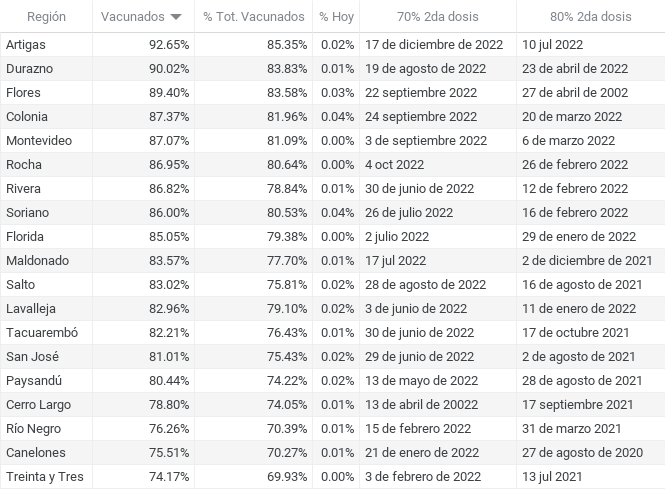 Región Vacunados % Tot. Vacunados % Hoy 70% 2da dosis 80% 2da dosis
Artigas 92.65% 85.35% 0.02% 17 de diciembre de 2022 10 jul 2022
Durazno 90.02% 83.83% 0.01% 19 de agosto de 2022 23 de abril de 2022
Flores 89.40% 83.58% 0.03% 22 septiembre 2022 27 de abril de 2002
Colonia 87.37% 81.96% 0.04% 24 septiembre 2022 20 de marzo 2022
Montevideo 87.07% 81.09% 0.00% 3 de septiembre 2022 6 de marzo 2022
Rocha 86.95% 80.64% 0.00% 4 oct 2022 26 de febrero 2022
Rivera 86.82% 78.84% 0.01% 30 de junio de 2022 12 de febrero 2022
Soriano 86.00% 80.53% 0.04% 26 de julio 2022 16 de febrero 2022
Florida 85.05% 79.38% 0.00% 2 julio 2022 29 de enero de 2022
Maldonado 83.57% 77.70% 0.01% 17 jul 2022 2 de diciembre de 2021
Salto 83.02% 75.81% 0.02% 28 de agosto de 2022 16 de agosto de 2021
Lavalleja 82.96% 79.10% 0.02% 3 de junio de 2022 11 de enero de 2022
Tacuarembó 82.21% 76.43% 0.01% 30 de junio de 2022 17 de octubre 2021
San José 81.01% 75.43% 0.02% 29 de junio de 2022 2 de agosto de 2021
Paysandú 80.44% 74.22% 0.02% 13 de mayo de 2022 28 de agosto de 2021
Cerro Largo 78.80% 74.05% 0.01% 13 de abril de 20022 17 septiembre 2021
Río Negro 76.26% 70.39% 0.01% 15 de febrero 2022 31 de marzo 2021
Canelones 75.51% 70.27% 0.01% 21 de enero de 2022 27 de agosto de 2020
Treinta y Tres 74.17% 69.93% 0.00% 3 de febrero de 2022 13 jul 2021